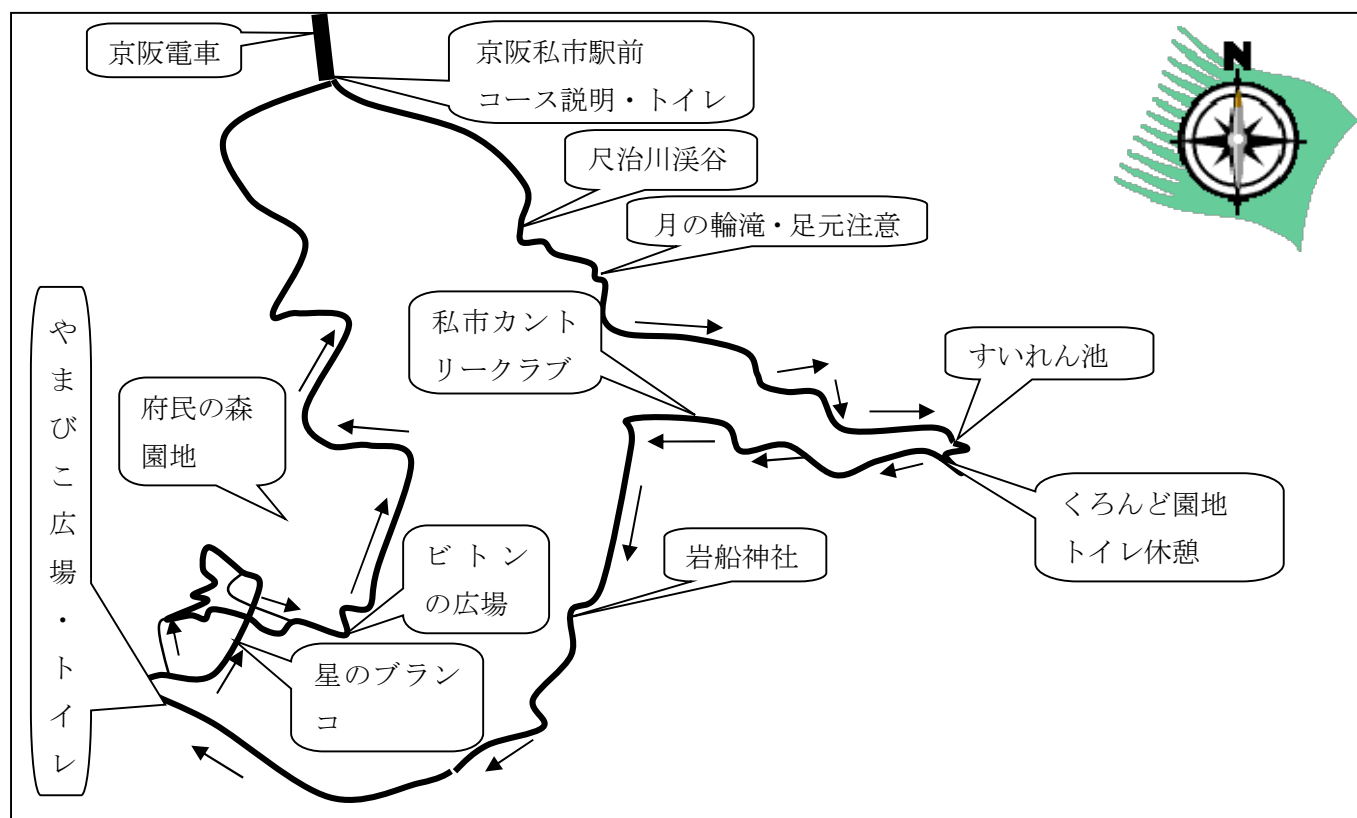 N
京阪電車
京阪私市駅前
コース説明・トイレ
尺治川渓谷
月の輪滝・足元注意
私市カント
リークラブ
すいれん池
くろんど園地
トイレ休憩
岩船神社
府民の森
園地
ビトン
の広場
星のブラン
コ
やまびこ広場・トイレ